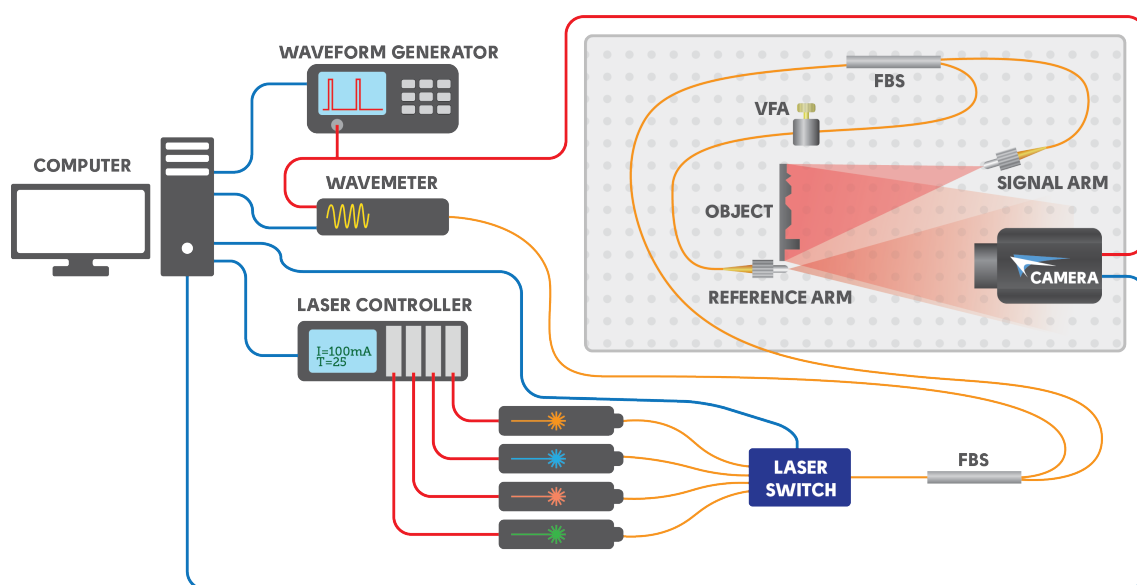 WAVEFORM GENERATOR
FBS
VFA
COMPUTER
WAVEMETER
SIGNAL ARM
OBJECT
CAMERA
REFERENCE ARM
LASER CONTROLLER
I=100mA
T=25
FBS
LASER
SWITCH